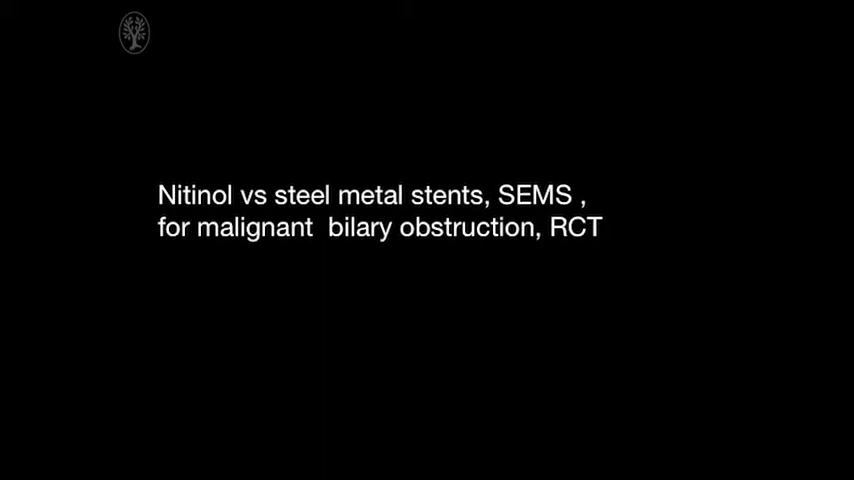 Nitinol vs steel metal stents, SEMS ,
for malignant  bilary obstruction, RCT